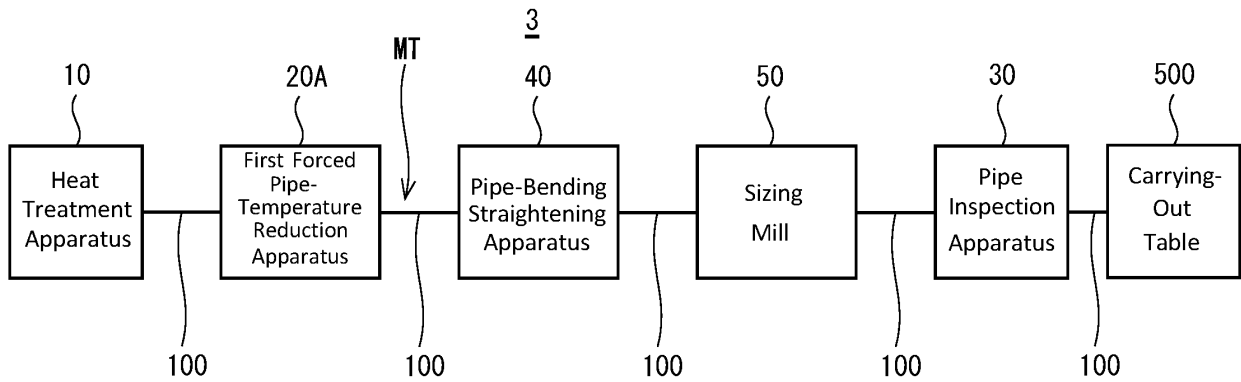 3
MT
10
20A
40
50
30
500
Heat
Treatment
Apparatus
First Forced
Pipe-
Temperature
Reduction
Apparatus
Pipe-Bending
Straightening
Apparatus
Sizing
Mill
Pipe
Inspection
Apparatus
Carrying-
Out
Table
100
100
100
100
100